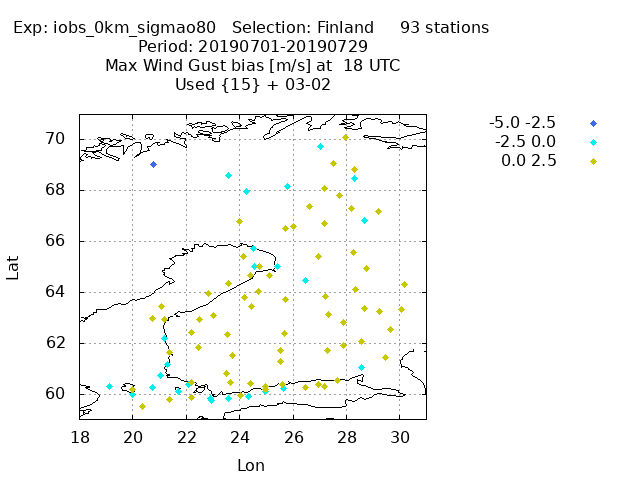 Exp: iobs_0km_sigmao80   Selection: Finland     93 stations
Period: 20190701-20190729
Max Wind Gust bias [m/s] at  18 UTC
Used {15} + 03-02
-5.0 -2.5
-2.5 0.0
0.0 2.5
70
68
66
64
62
60
Lat
18 20 22 24 26 28 30
Lon